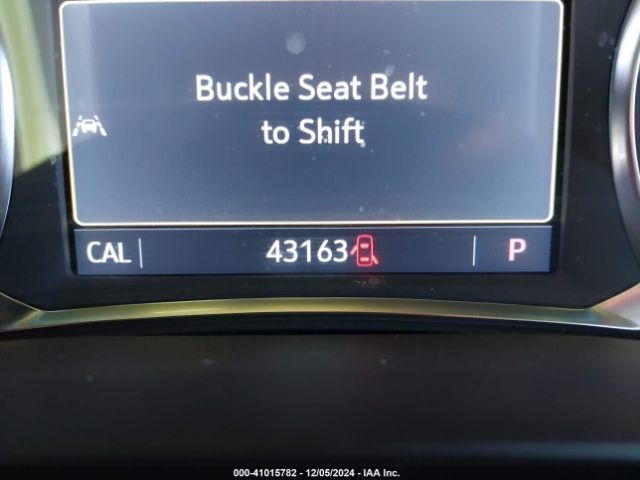 Buckle Seat Belt
to Shift
CAL 43163 P
000-41015782 - 12/05/2024 - IAA Inc.